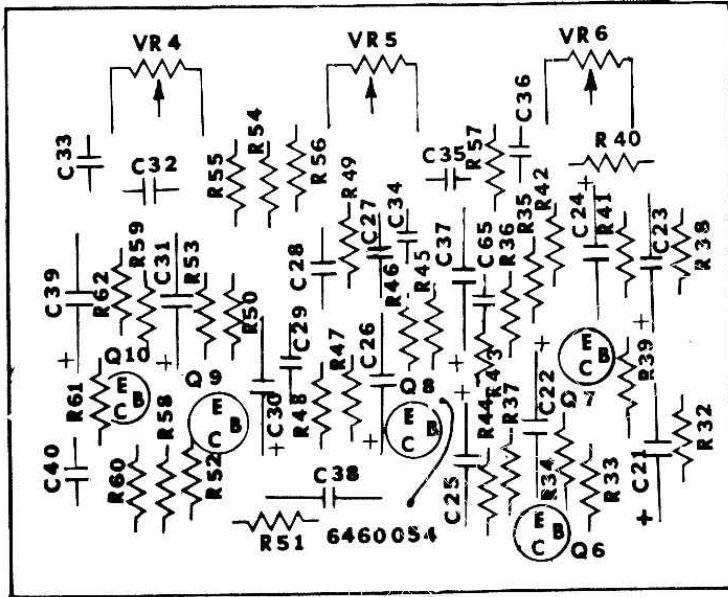 VR4 VR5 VR6
C33 C32 R55 R54 R56 R49 C35 R57 C36 R40
C39 R62 R59 C31 R53 R50 C28 C27 C34 R46 R45 C37 C65 R36 R35 R42 C24 R41 C23 R38
R61 Q10 E B C Q9 E B C C30 C29 R48 R47 C26 Q8 E B C R43 R44 R37 C22 Q7 E B C R39 R32
C40 R60 R58 R52 C38 C25 R34 R33 C21
R51 6460054 E B C Q6
+
+
+
+
+
+
+
+
+